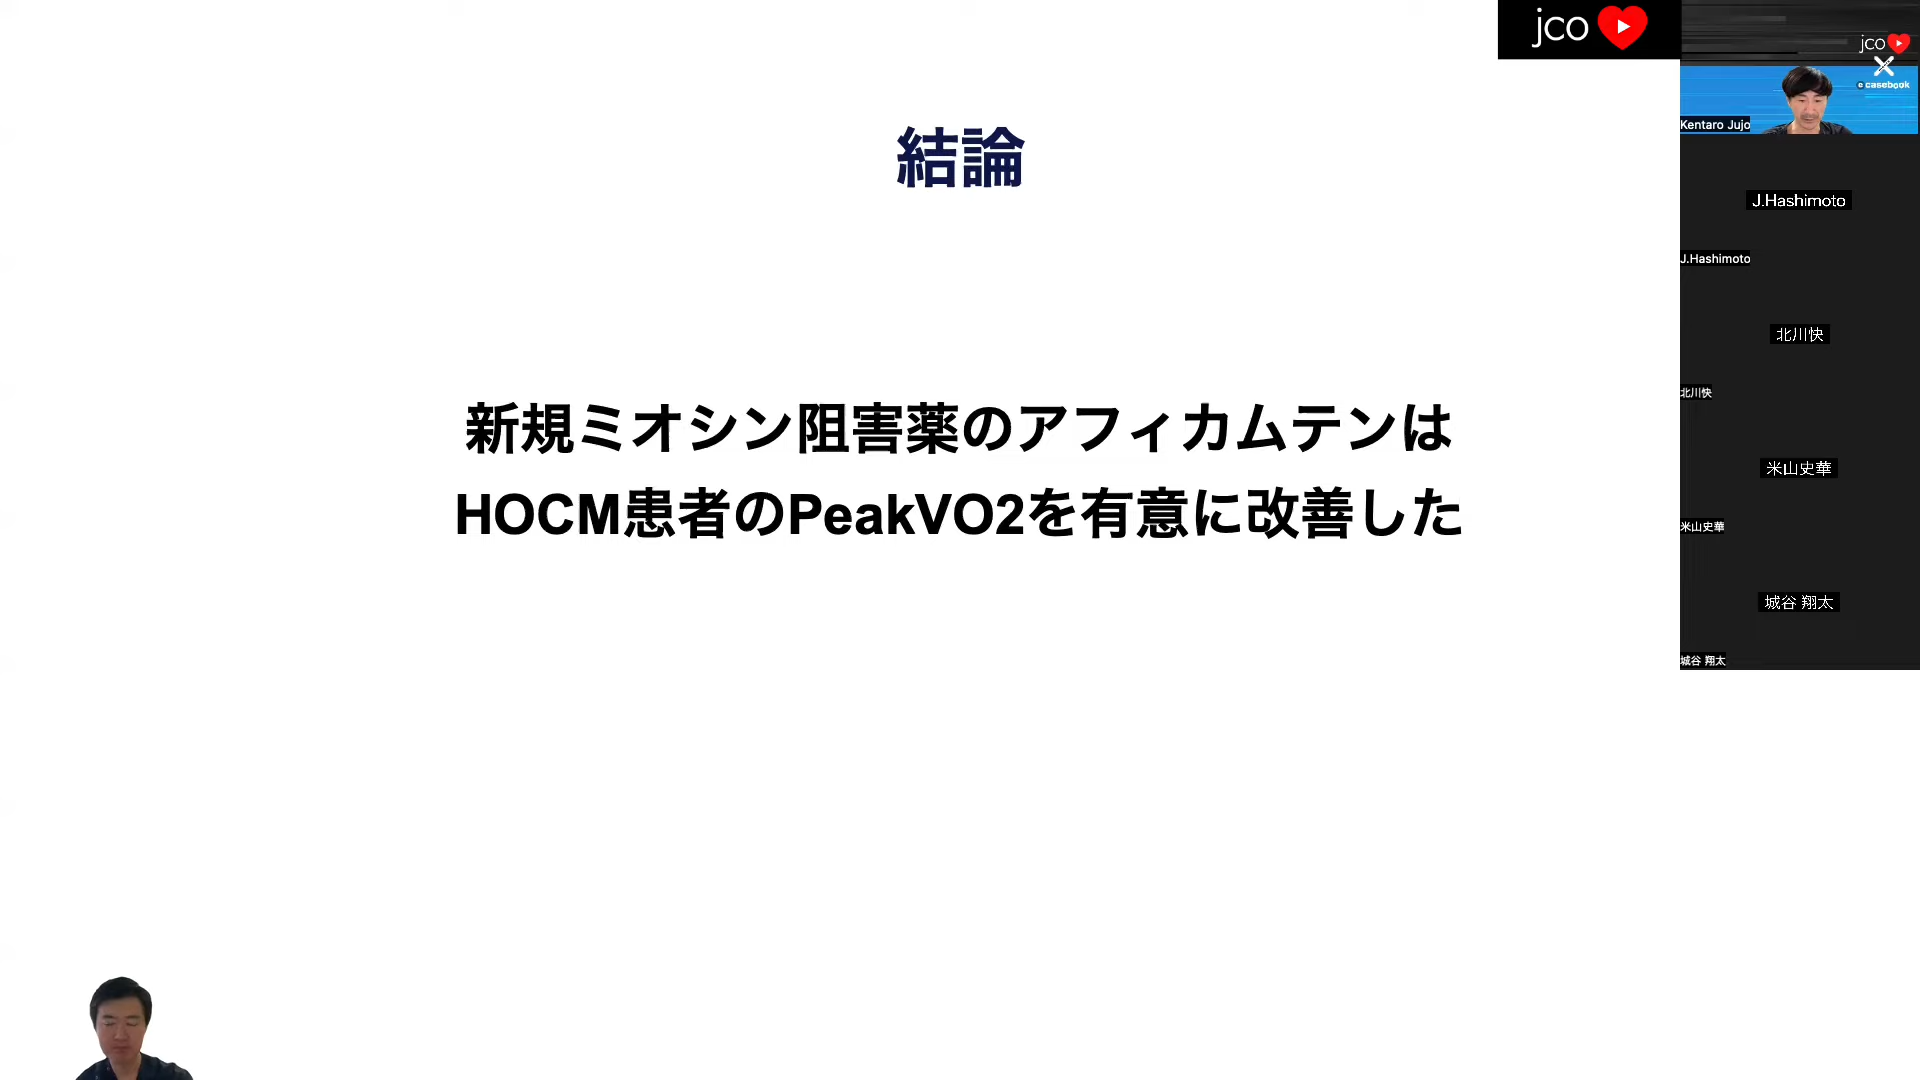 jco
結論
新規ミオシン阻害薬のアフィカムテンは
HOCM患者のPeakVO2を有意に改善した
jco
e casebook
Kentaro Jujo
J.Hashimoto
J.Hashimoto
北川快
北川快
米山史華
米山史華
城谷 翔太
城谷 翔太